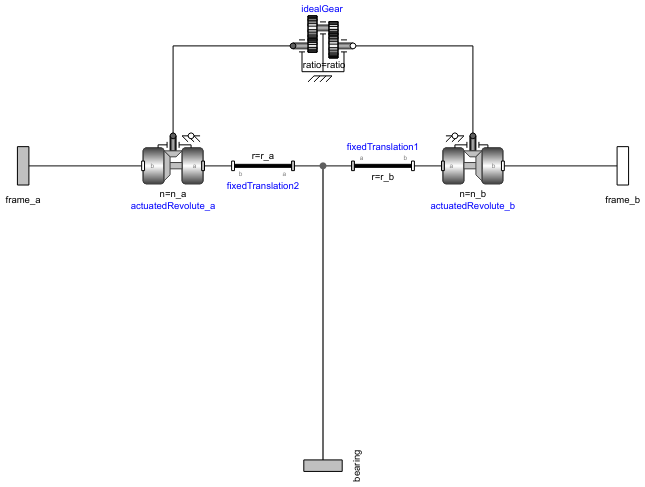 idealGear
ratio=ratio
r=r_a
b
a
fixedTranslation2
fixedTranslation1
a
b
r=r_b
b
a
n=n_a
actuatedRevolute_a
a
b
n=n_b
actuatedRevolute_b
frame_a
frame_b
bearing